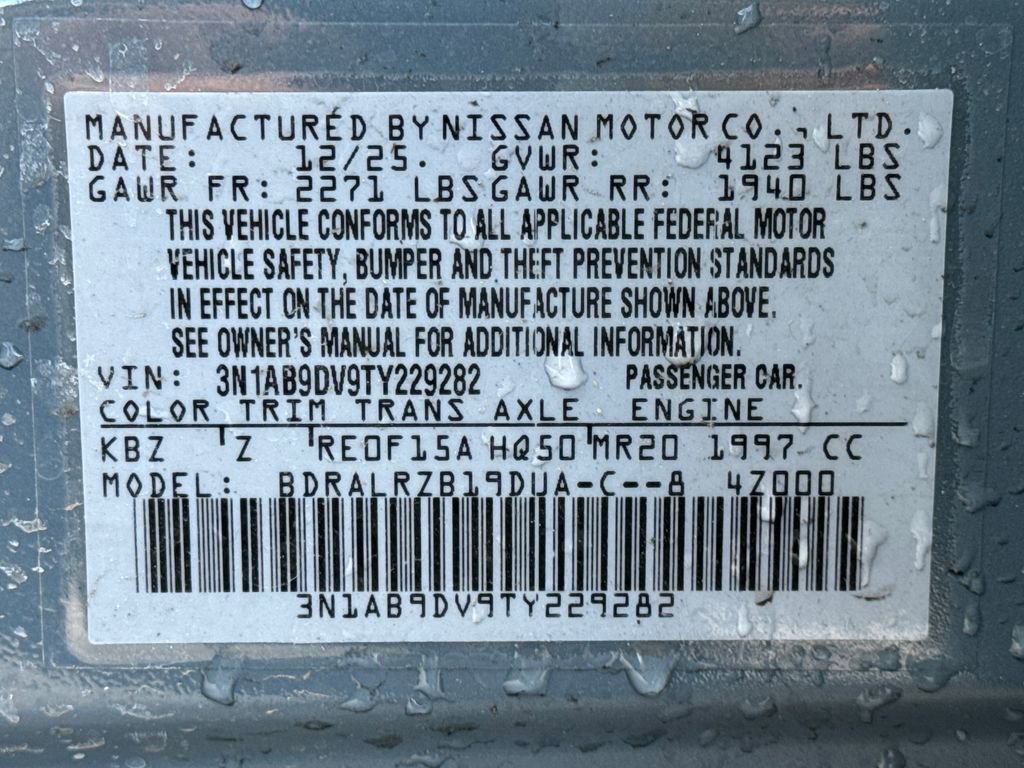 MANUFACTURED BY NISSAN MOTOR CO., LTD.
DATE: 12/25. GVWR: 4123 LBS
GAWR FR: 2271 LBS GAWR RR: 1940 LBS
THIS VEHICLE CONFORMS TO ALL APPLICABLE FEDERAL MOTOR
VEHICLE SAFETY, BUMPER AND THEFT PREVENTION STANDARDS
IN EFFECT ON THE DATE OF MANUFACTURE SHOWN ABOVE.
SEE OWNER'S MANUAL FOR ADDITIONAL INFORMATION.
VIN: 3N1AB9DV9TY229282 PASSENGER CAR.
COLOR TRIM TRANS AXLE ENGINE
KBZ Z RE0F15A HQ50 MR20 1997 CC
MODEL: BDRALRZB19DUA-C--8 4Z000
3N1AB9DV9TY229282